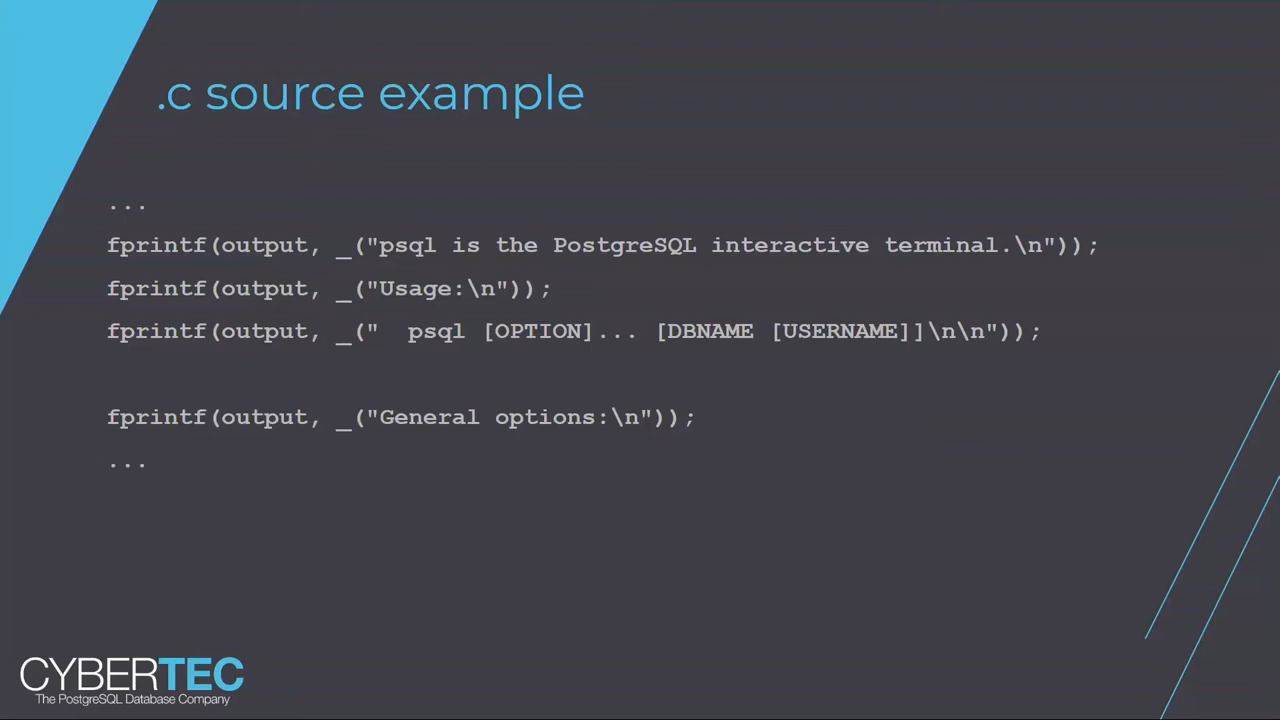 .c source example
...
fprintf(output, _("psql is the PostgreSQL interactive terminal.\n"));
fprintf(output, _("Usage:\n"));
fprintf(output, _("  psql [OPTION]... [DBNAME [USERNAME]]\n\n"));
fprintf(output, _("General options:\n"));
...
CYBERTEC
The PostgreSQL Database Company